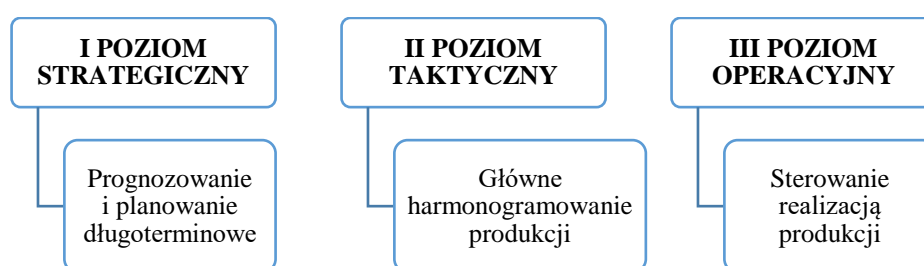 I POZIOM
STRATEGICZNY
Prognozowanie
i planowanie
długoterminowe
II POZIOM
TAKTYCZNY
Główne
harmonogramowanie
produkcji
III POZIOM
OPERACYJNY
Sterowanie
realizacją
produkcji